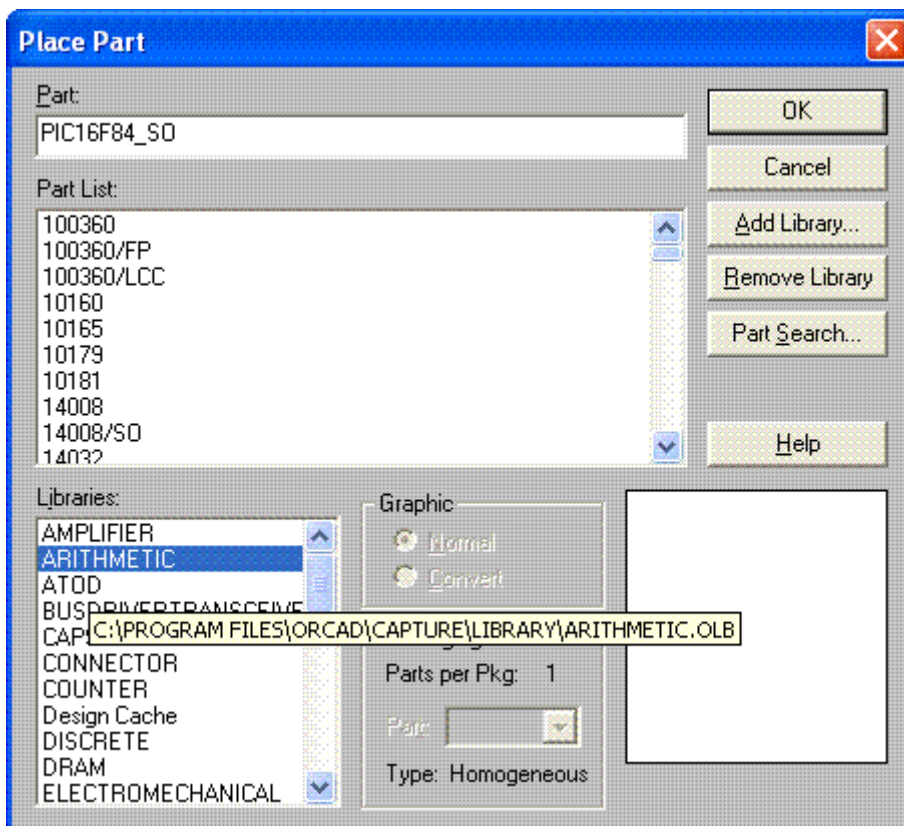 Place Part
Part:
PIC16F84_SO
OK
Cancel
Part List:
100360
100360/FP
100360/LCC
10160
10165
10179
10181
14008
14008/SO
14032
Add Library...
Remove Library
Part Search...
Help
Libraries:
AMPLIFIER
ARITHMETIC
ATOD
BUSDRIVERTRANSCEIVE
CAPS
C:\PROGRAM FILES\ORCAD\CAPTURE\LIBRARY\ARITHMETIC.OLB
CONNECTOR
COUNTER
Design Cache
DISCRETE
DRAM
ELECTROMECHANICAL
Graphic
Normal
Convert
Parts per Pkg: 1
Part:
Type: Homogeneous